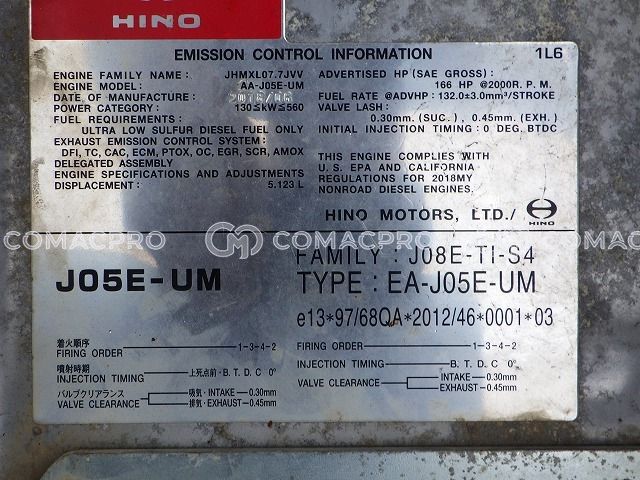 HINO
EMISSION CONTROL INFORMATION 1L6
ENGINE FAMILY NAME : JHMXL07.7JVV
ENGINE MODEL: AA-J05E-UM
DATE OF MANUFACTURE:
POWER CATEGORY 130≤kW≤560
FUEL REQUIREMENTS :
ULTRA LOW SULFUR DIESEL FUEL ONLY
EXHAUST EMISSION CONTROL SYSTEM :
DFI, TC, CAC, ECM, PTOX, OC, EGR, SCR, AMOX
DELEGATED ASSEMBLY
ENGINE SPECIFICATIONS AND ADJUSTMENTS
DISPLACEMENT : 5.123 L
ADVERTISED HP (SAE GROSS) :
166 HP @2000R. P. M.
FUEL RATE @ADVHP : 132.0±3.0mm³/STROKE
VALVE LASH :
0.30mm (SUC.) , 0.45mm (EXH.)
INITIAL INJECTION TIMING : 0 DEG. BTDC
THIS ENGINE COMPLIES WITH
U. S. EPA AND CALIFORNIA
REGULATIONS FOR 2018MY
NONROAD DIESEL ENGINES.
HINO MOTORS, LTD./
HINO
COMACPRO COMACPRO COMACPRO
J05E-UM
FAMILY : J08E-TI-S4
TYPE : EA-J05E-UM
e13*97/68QA*2012/46*0001*03
着火順序
FIRING ORDER 1-3-4-2
噴射時期
INJECTION TIMING 上死点前・B. T. D. C 0°
バルブクリアランス
VALVE CLEARANCE
吸気・INTAKE-0.30mm
排気・EXHAUST-0.45mm
FIRING ORDER 1-3-4-2
INJECTION TIMING B. T. D. C 0°
VALVE CLEARANCE
INTAKE-0.30mm
EXHAUST-0.45mm